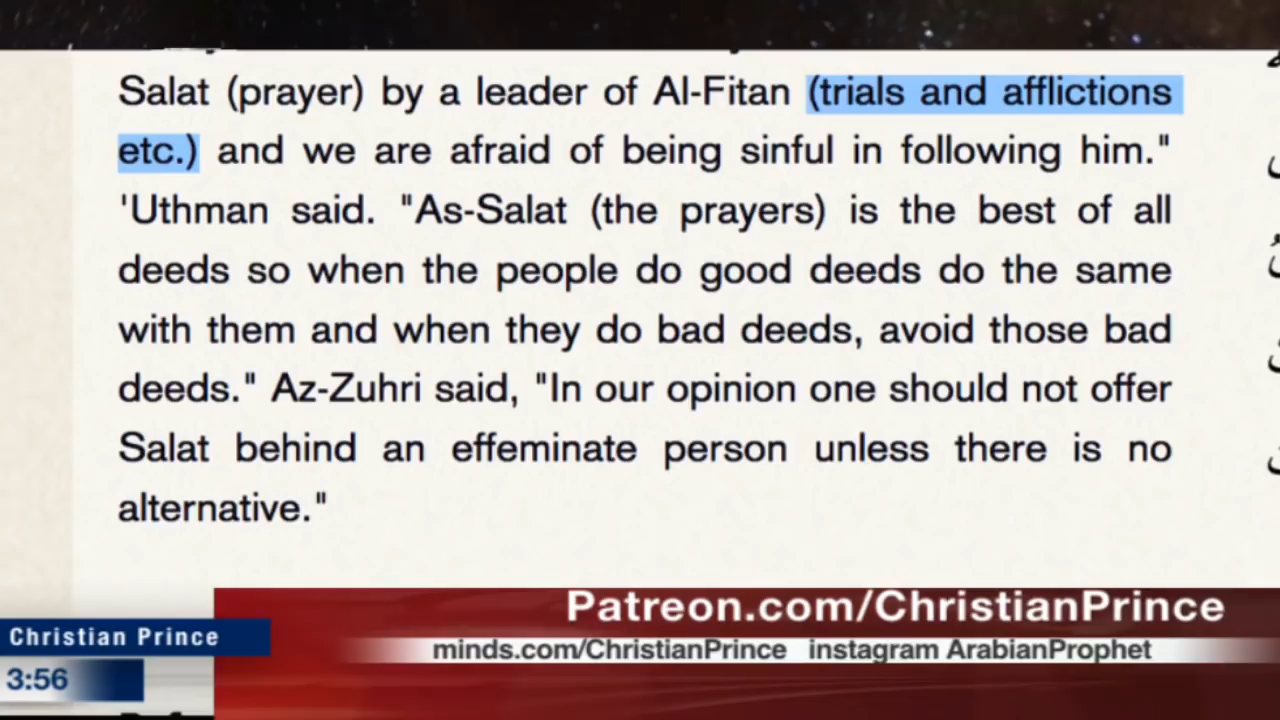 Salat (prayer) by a leader of Al-Fitan (trials and afflictions
etc.) and we are afraid of being sinful in following him."
'Uthman said. "As-Salat (the prayers) is the best of all
deeds so when the people do good deeds do the same
with them and when they do bad deeds, avoid those bad
deeds." Az-Zuhri said, "In our opinion one should not offer
Salat behind an effeminate person unless there is no
alternative."
Patreon.com/ChristianPrince
Christian Prince
minds.com/ChristianPrince instagram ArabianProphet
3:56